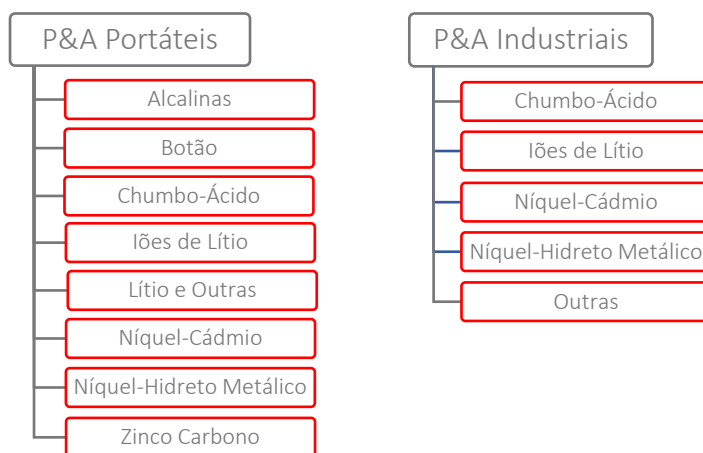 P&A Portáteis
Alcalinas
Botão
Chumbo-Ácido
Iões de Lítio
Lítio e Outras
Níquel-Cádmio
Níquel-Hidreto Metálico
Zinco Carbono
P&A Industriais
Chumbo-Ácido
Iões de Lítio
Níquel-Cádmio
Níquel-Hidreto Metálico
Outras